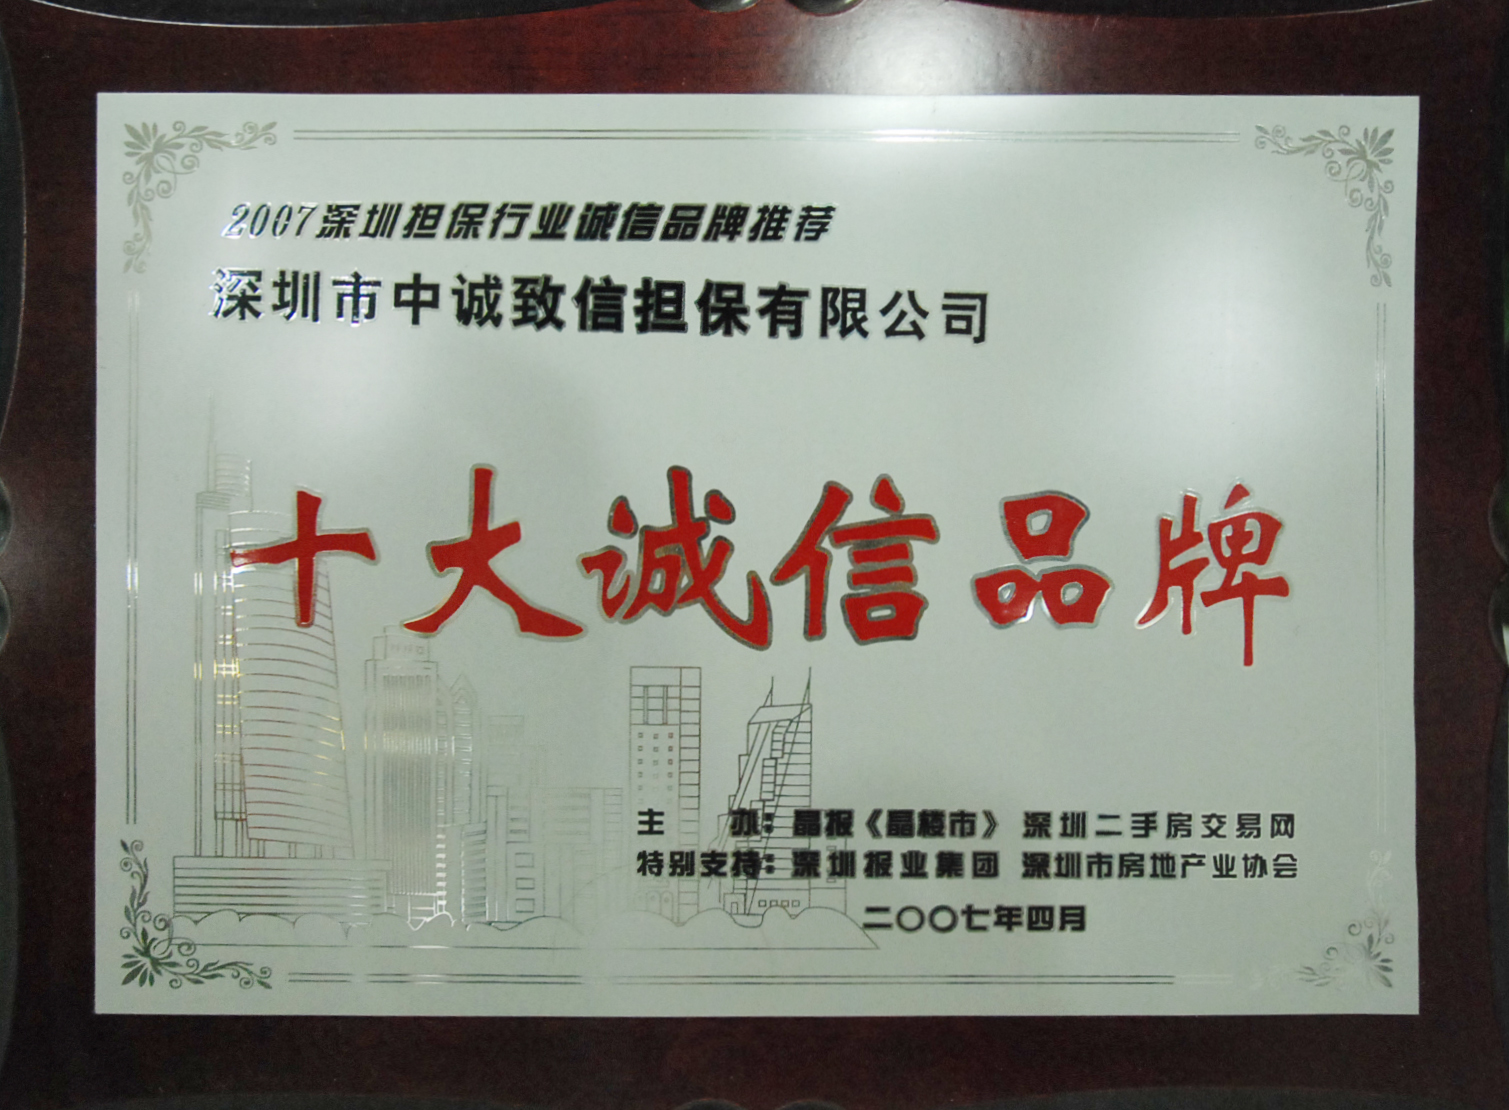 2007深圳担保行业诚信品牌推荐
深圳市中诚致信担保有限公司
十大诚信品牌
主 办：晶报《晶楼市》 深圳二手房交易网
特别支持：深圳报业集团 深圳市房地产业协会
二〇〇七年四月